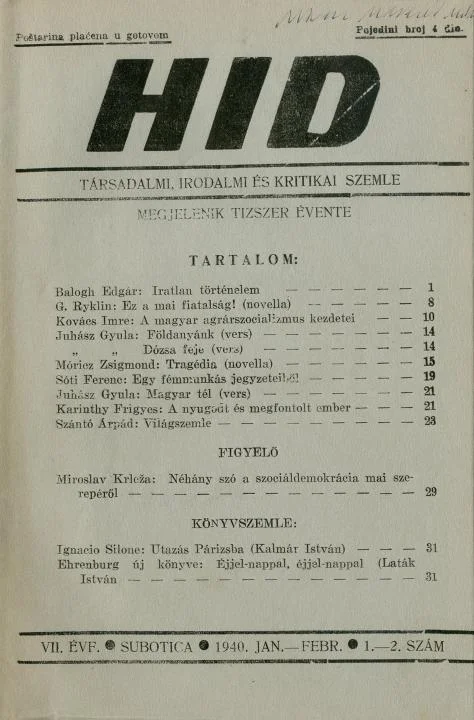 Poštarina plaćena u gotovom
Pojedini broj 4 din.
HID
TÁRSADALMI, IRODALMI ÉS KRITIKAI SZEMLE
MEGJELENIK TIZSZER ÉVENTE
TARTALOM:
Balogh Edgár: Iratlan történelem — — — — — — 1
G. Ryklin: Ez a mai fiatalság! (novella) — — — — — 8
Kovács Imre: A magyar agrárszocializmus kezdetei — — 10
Juhász Gyula: Földanyánk (vers) — — — — — — 14
„ „ Dózsa feje (vers) — — — — — — 14
Móricz Zsigmond: Tragédia (novella) — — — — — 15
Sóti Ferenc: Egy fémmunkás jegyzeteiből — — — — 19
Juhász Gyula: Magyar tél (vers) — — — — — — 21
Karinthy Frigyes: A nyugodt és megfontolt ember — — — 21
Szántó Árpád: Világszemle — — — — — — — — 23
FIGYELŐ
Miroslav Krleža: Néhány szó a szociáldemokrácia mai sze-
repéről — — — — — — — — — — — — 29
KÖNYVSZEMLE:
Ignacio Silone: Utazás Párizsba (Kalmár István) — — — 31
Ehrenburg új könyve: Éjjel-nappal, éjjel-nappal (Laták
István — — — — — — — — — — — — 31
VII. ÉVF. ● SUBOTICA ● 1940. JAN.—FEBR. ● 1.—2. SZÁM